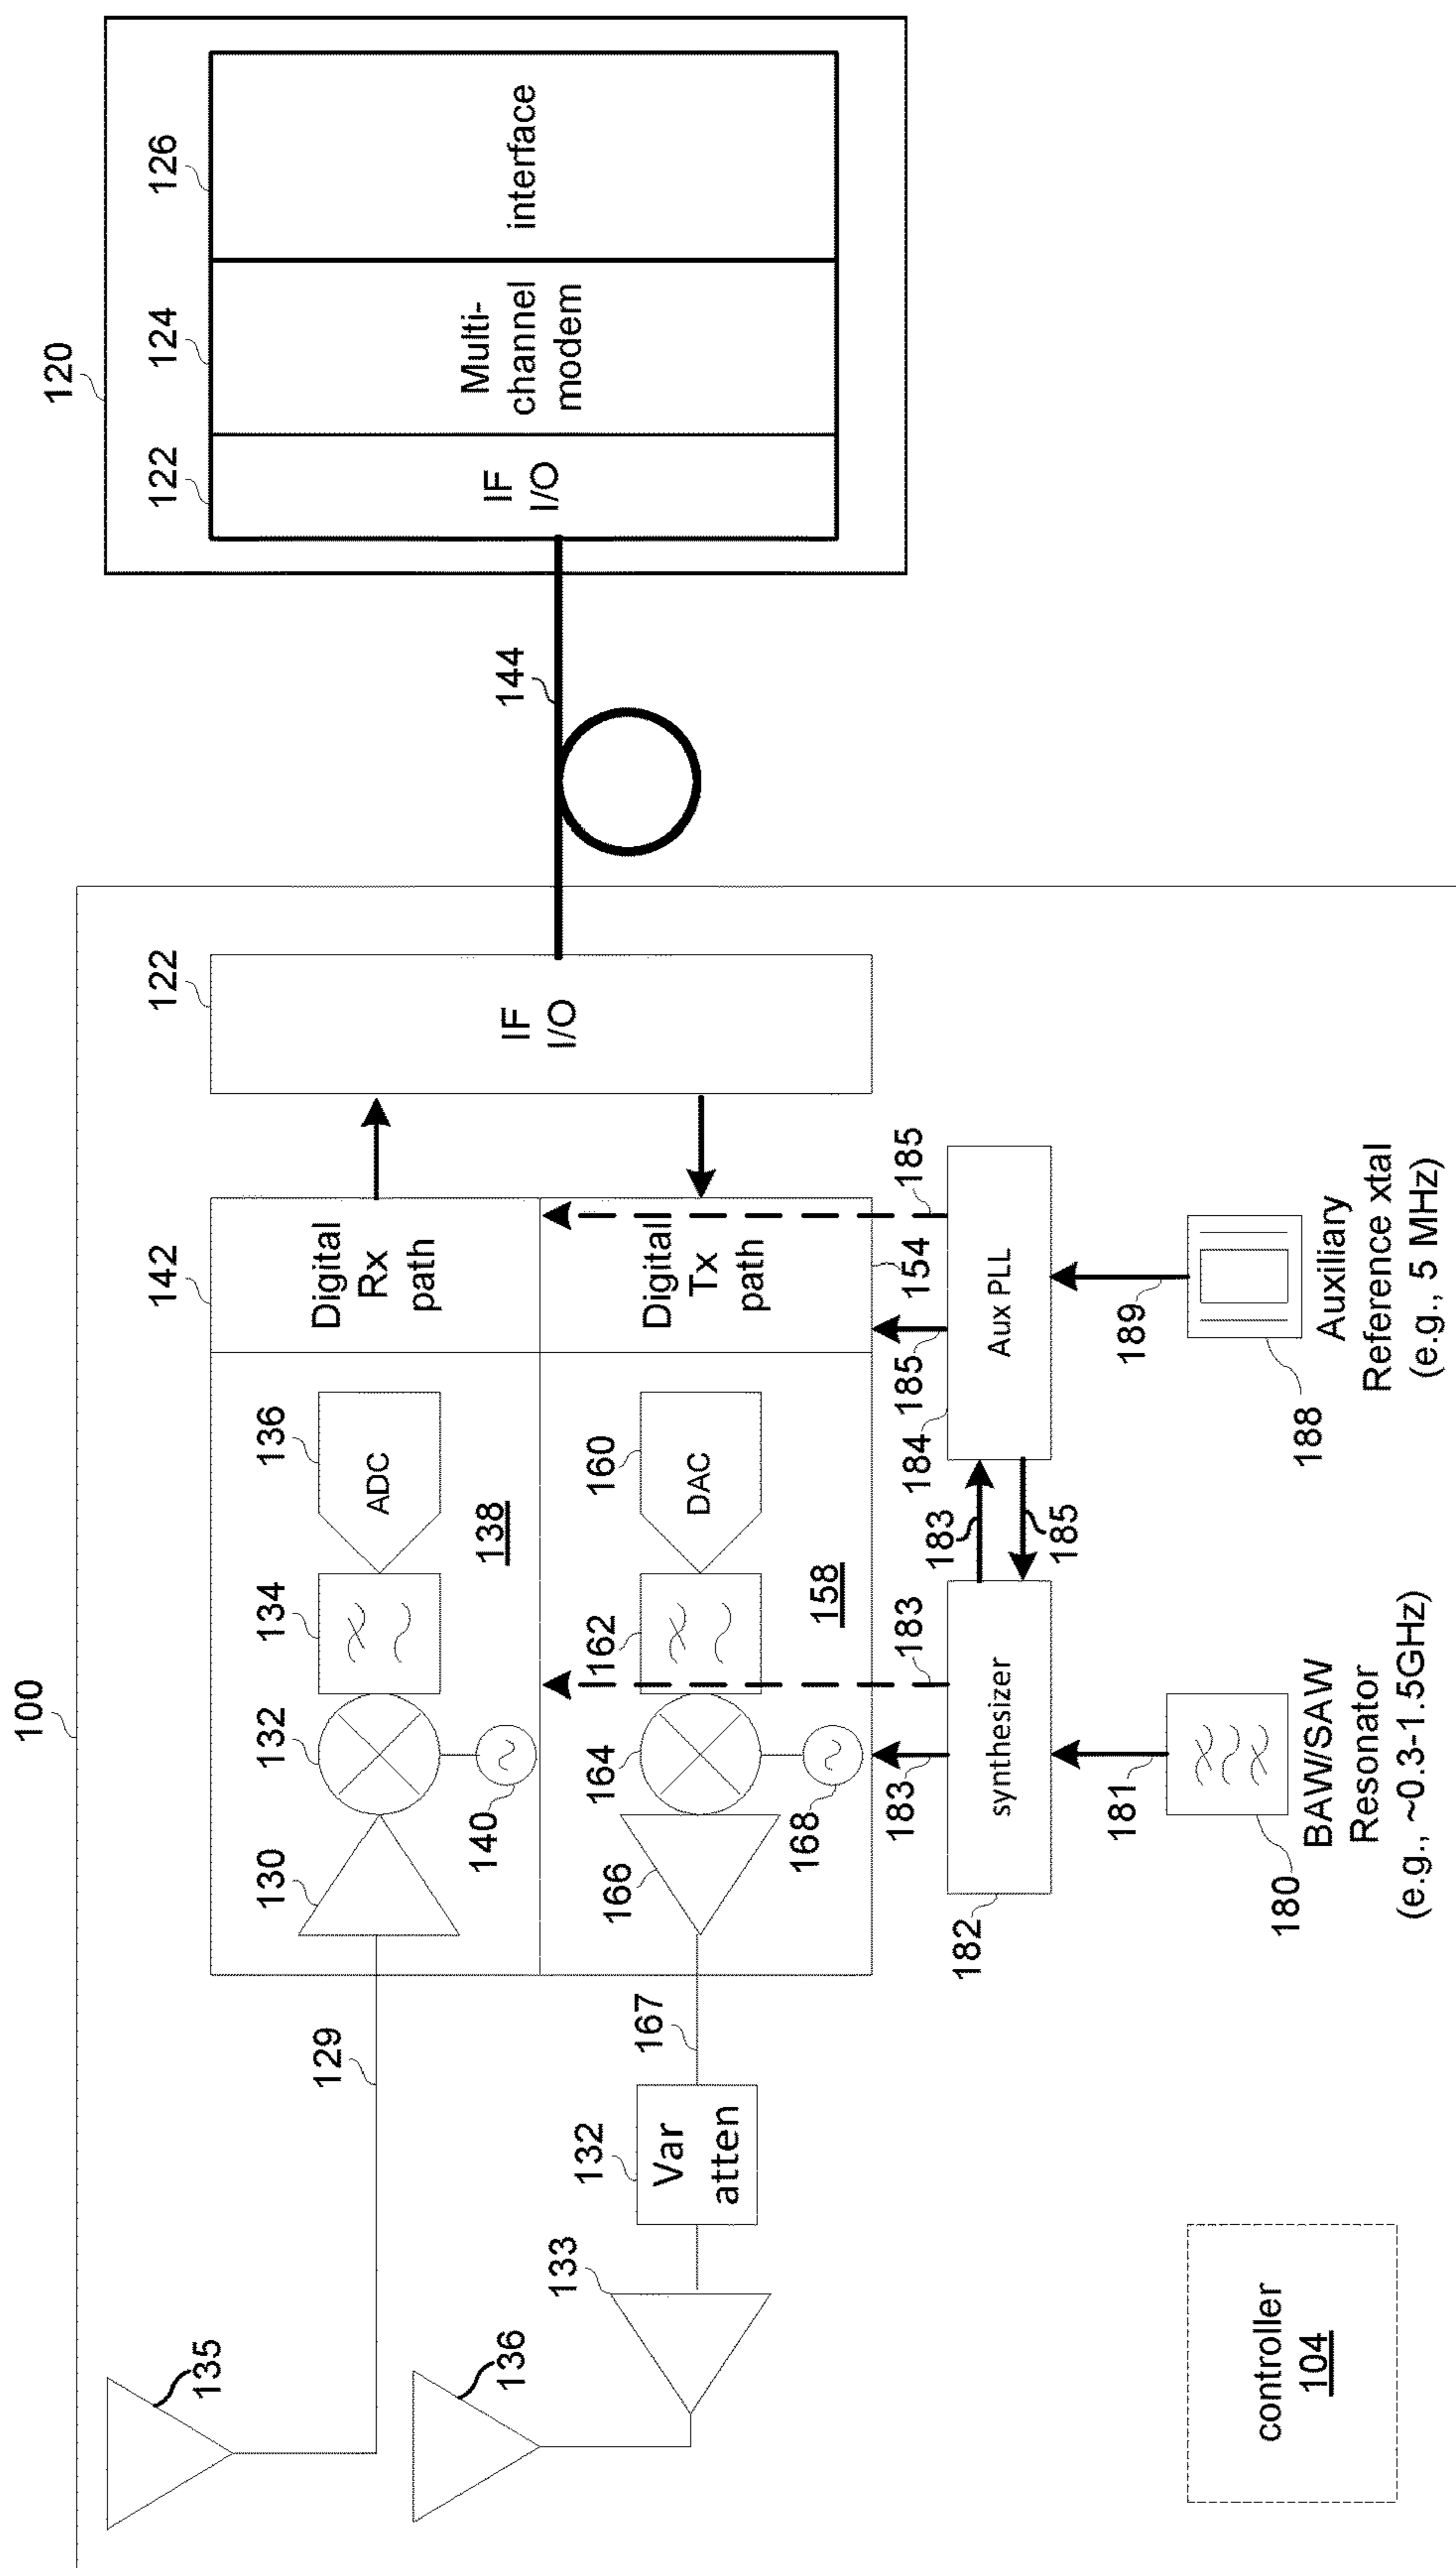 100
120
135
129
130
132
134
136
138
140
142
Digital
Rx
path
122
IF
I/O
144
122
IF
I/O
124
Multi-
channel
modem
126
interface
136
133
132
Var
atten
167
166
164
162
160
158
168
ADC
DAC
Digital
Tx
path
154
183
183
185
185
182
synthesizer
183
185
184
Aux PLL
181
189
180
BAW/SAW
Resonator
(e.g., ~0.3-1.5GHz)
188
Auxiliary
Reference xtal
(e.g., 5 MHz)
controller
104